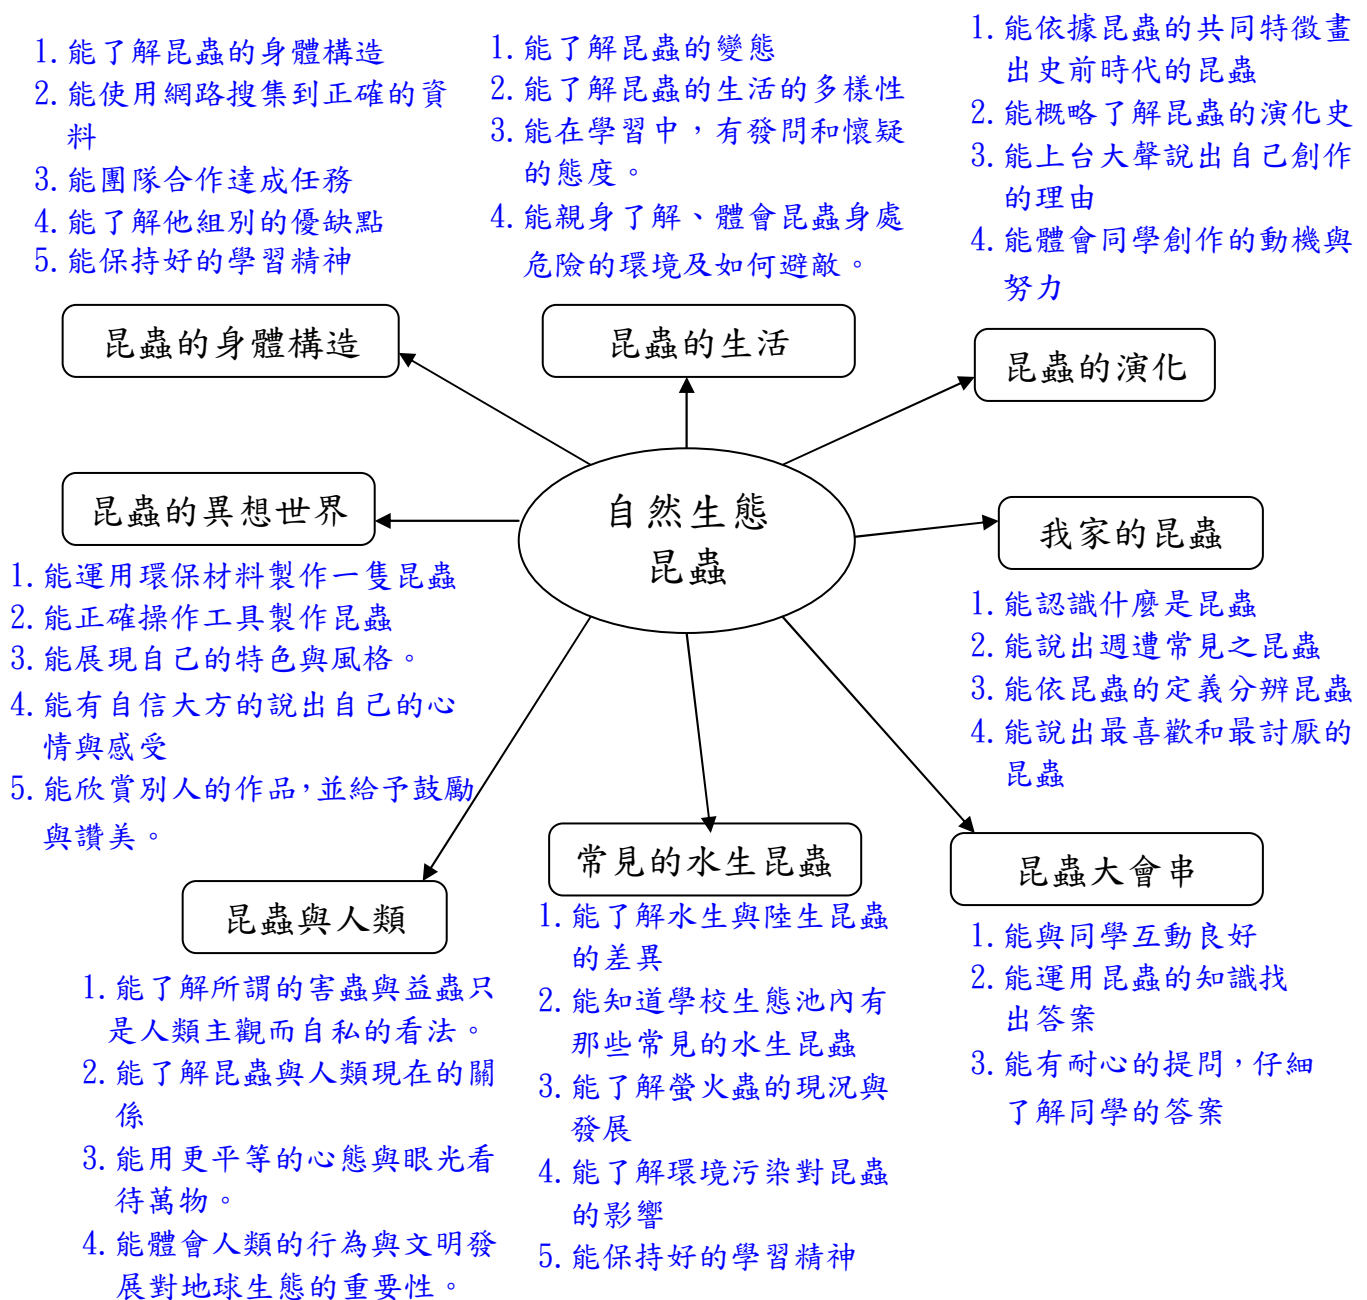 1. 能了解昆蟲的身體構造
2. 能使用網路搜集到正確的資
料
3. 能團隊合作達成任務
4. 能了解他組別的優缺點
5. 能保持好的學習精神
昆蟲的身體構造
1. 能了解昆蟲的變態
2. 能了解昆蟲的生活的多樣性
3. 能在學習中，有發問和懷疑
的態度。
4. 能親身了解、體會昆蟲身處
危險的環境及如何避敵。
昆蟲的生活
1. 能依據昆蟲的共同特徵畫
出史前時代的昆蟲
2. 能概略了解昆蟲的演化史
3. 能上台大聲說出自己創作
的理由
4. 能體會同學創作的動機與
努力
昆蟲的演化
自然生態
昆蟲
昆蟲的異想世界
1. 能運用環保材料製作一隻昆蟲
2. 能正確操作工具製作昆蟲
3. 能展現自己的特色與風格。
4. 能有自信大方的說出自己的心
情與感受
5. 能欣賞別人的作品，並給予鼓勵
與讚美。
我家的昆蟲
1. 能認識什麼是昆蟲
2. 能說出週遭常見之昆蟲
3. 能依昆蟲的定義分辨昆蟲
4. 能說出最喜歡和最討厭的
昆蟲
昆蟲與人類
1. 能了解所謂的害蟲與益蟲只
是人類主觀而自私的看法。
2. 能了解昆蟲與人類現在的關
係
3. 能用更平等的心態與眼光看
待萬物。
4. 能體會人類的行為與文明發
展對地球生態的重要性。
常見的水生昆蟲
1. 能了解水生與陸生昆蟲
的差異
2. 能知道學校生態池內有
那些常見的水生昆蟲
3. 能了解螢火蟲的現況與
發展
4. 能了解環境污染對昆蟲
的影響
5. 能保持好的學習精神
昆蟲大會串
1. 能與同學互動良好
2. 能運用昆蟲的知識找
出答案
3. 能有耐心的提問，仔細
了解同學的答案